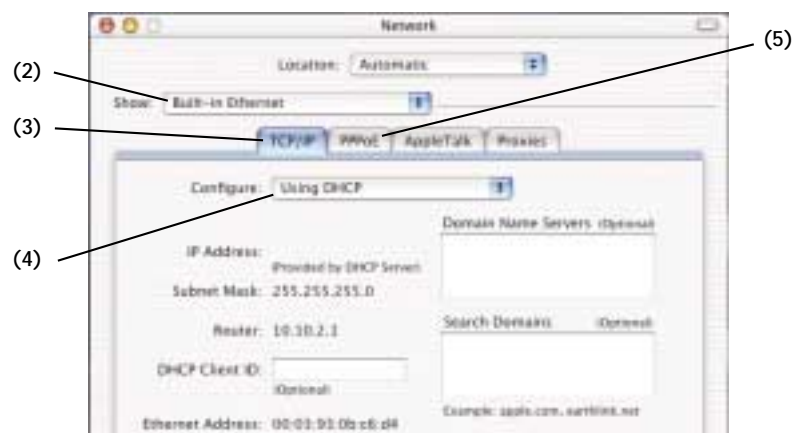 Network
(5)
Location: Automatic
(2)
Show: Built-in Ethernet
(3)
TCP/IP PPPoE AppleTalk Proxies
Configure: Using DHCP
Domain Name Servers (Optional)
(4)
IP Address:
(Provided by DHCP Server)
Subnet Mask: 255.255.255.0
Search Domains (Optional)
Router: 10.10.2.1
DHCP Client ID:
(Optional)
Example: apple.com, earthlink.net
Ethernet Address: 00:03:93:0b:c6:d4